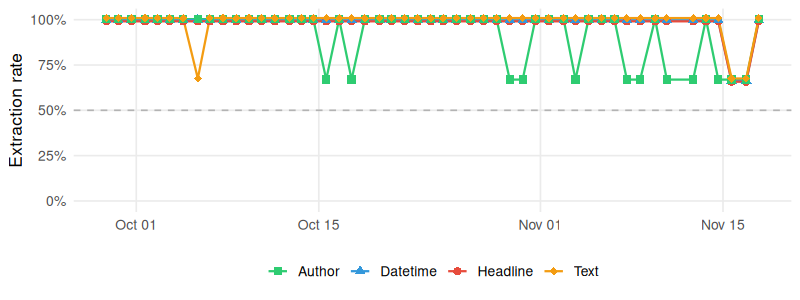 Extraction rate
100%
75%
50%
25%
0%
Oct 01 Oct 15 Nov 01 Nov 15
Author Datetime Headline Text